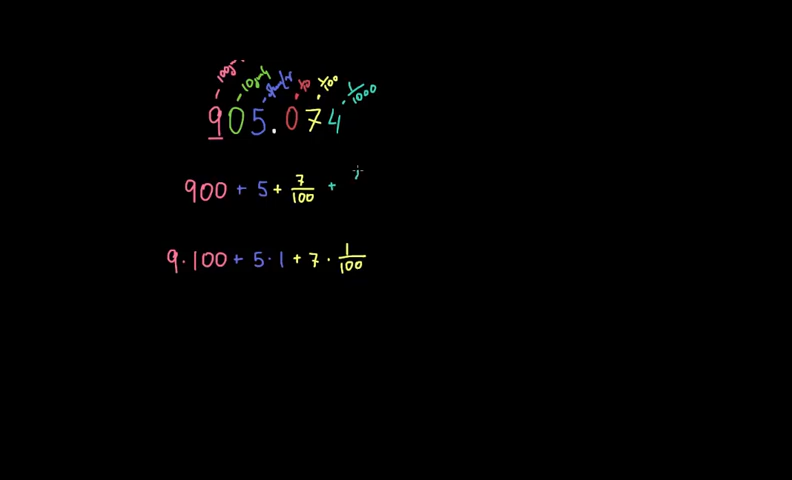 100s 10s 1/10 1/100 1/1000
905.074
900 + 5 + 7/100 +
9·100 + 5·1 + 7·1/100